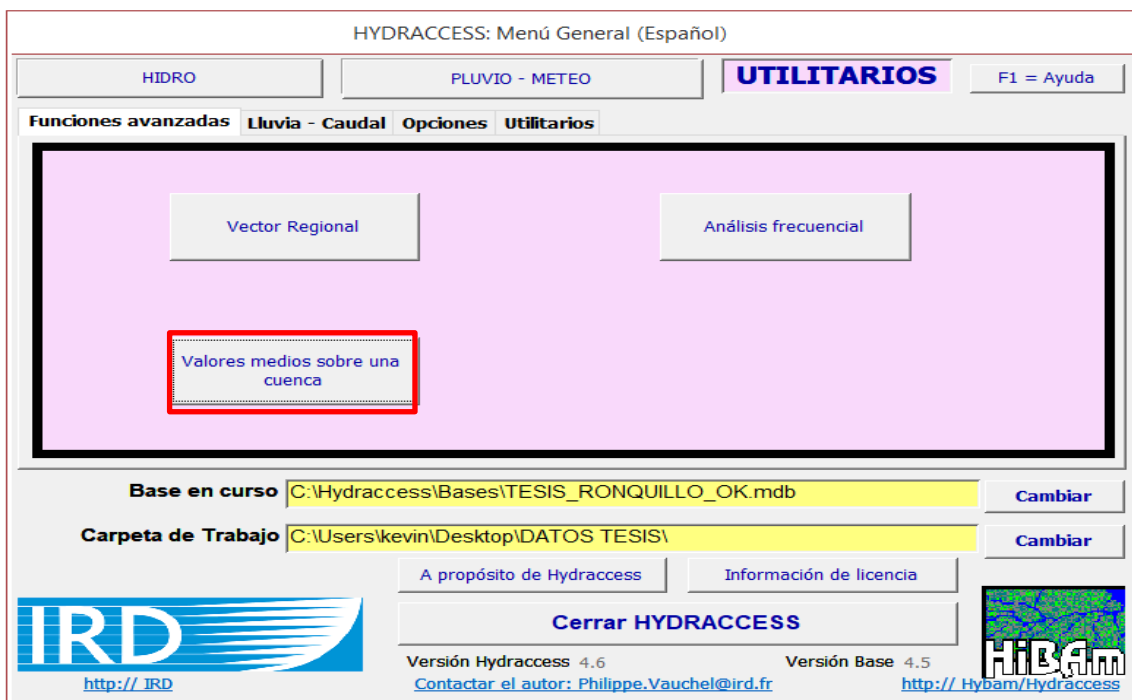 HYDRACCESS: Menú General (Español)
HIDRO
PLUVIO - METEO
UTILITARIOS
F1 = Ayuda
Funciones avanzadas
Lluvia - Caudal
Opciones
Utilitarios
Vector Regional
Análisis frecuencial
Valores medios sobre una
cuenca
Base en curso
C:\Hydraccess\Bases\TESIS_RONQUILLO_OK.mdb
Cambiar
Carpeta de Trabajo
C:\Users\kevin\Desktop\DATOS TESIS\
Cambiar
A propósito de Hydraccess
Información de licencia
IRD
Cerrar HYDRACCESS
HiBAm
Versión Hydraccess 4.6
Versión Base 4.5
http:// IRD
Contactar el autor: Philippe.Vauchel@ird.fr
http:// Hybam/Hydraccess